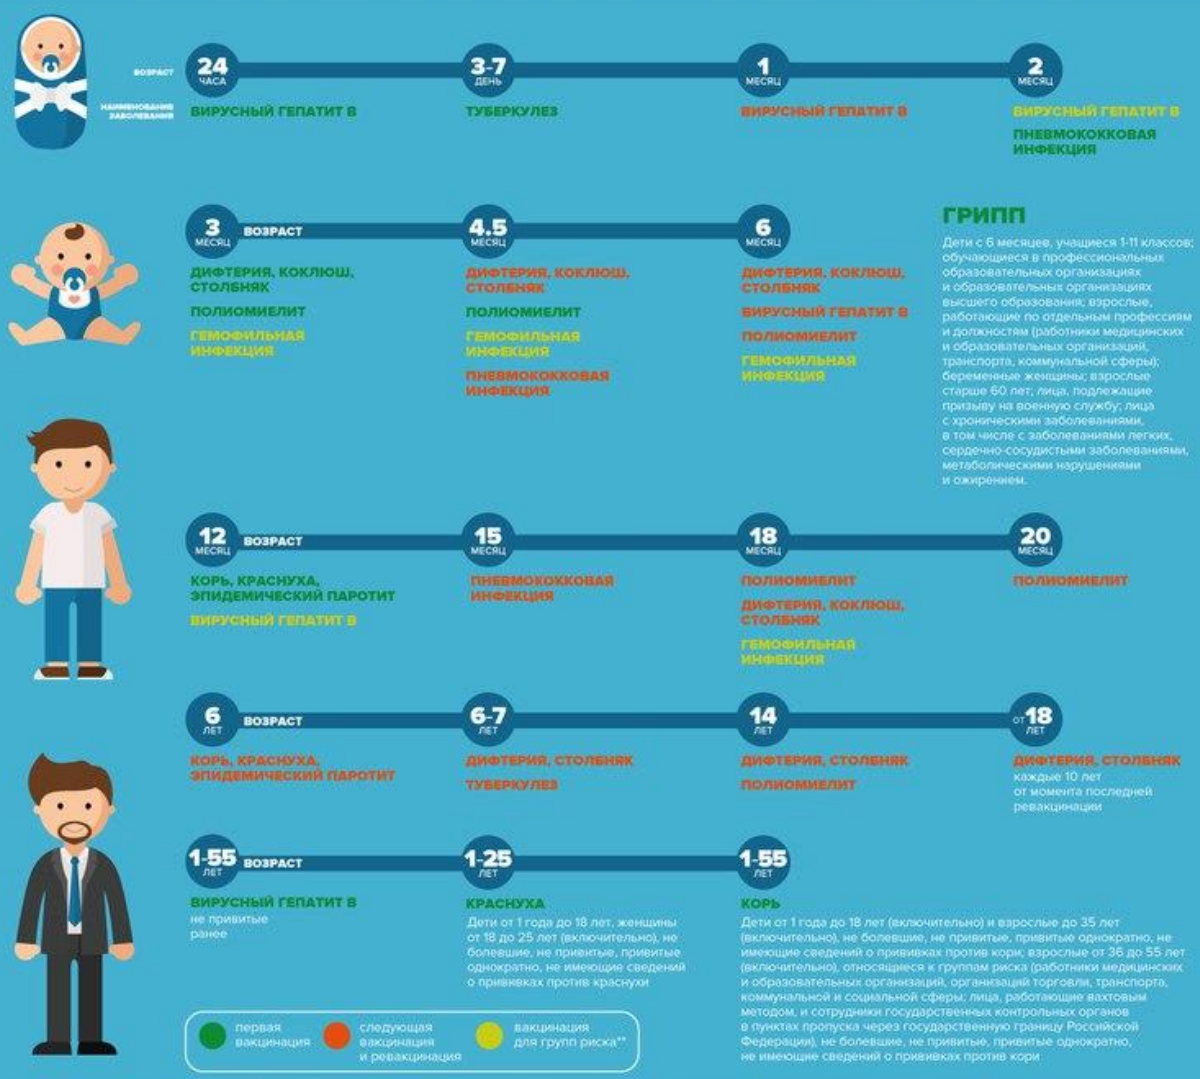 ВОЗРАСТ
НАИМЕНОВАНИЕ
ЗАБОЛЕВАНИЯ
24
ЧАСА
ВИРУСНЫЙ ГЕПАТИТ В
3-7
ДЕНЬ
ТУБЕРКУЛЕЗ
1
МЕСЯЦ
ВИРУСНЫЙ ГЕПАТИТ В
2
МЕСЯЦ
ВИРУСНЫЙ ГЕПАТИТ В
ПНЕВМОКОККОВАЯ
ИНФЕКЦИЯ
3
МЕСЯЦ
ВОЗРАСТ
ДИФТЕРИЯ, КОКЛЮШ,
СТОЛБНЯК
ПОЛИОМИЕЛИТ
ГЕМОФИЛЬНАЯ
ИНФЕКЦИЯ
4.5
МЕСЯЦ
ДИФТЕРИЯ, КОКЛЮШ,
СТОЛБНЯК
ПОЛИОМИЕЛИТ
ГЕМОФИЛЬНАЯ
ИНФЕКЦИЯ
ПНЕВМОКОККОВАЯ
ИНФЕКЦИЯ
6
МЕСЯЦ
ДИФТЕРИЯ, КОКЛЮШ,
СТОЛБНЯК
ВИРУСНЫЙ ГЕПАТИТ В
ПОЛИОМИЕЛИТ
ГЕМОФИЛЬНАЯ
ИНФЕКЦИЯ
ГРИПП
Дети с 6 месяцев, учащиеся 1-11 классов;
обучающиеся в профессиональных
образовательных организациях
и образовательных организациях
высшего образования; взрослые,
работающие по отдельным профессиям
и должностям (работники медицинских
и образовательных организаций,
транспорта, коммунальной сферы);
беременные женщины; взрослые
старше 60 лет; лица, подлежащие
призыву на военную службу; лица
с хроническими заболеваниями,
в том числе с заболеваниями легких,
сердечно-сосудистыми заболеваниями,
метаболическими нарушениями
и ожирением.
12
МЕСЯЦ
ВОЗРАСТ
КОРЬ, КРАСНУХА,
ЭПИДЕМИЧЕСКИЙ ПАРОТИТ
ВИРУСНЫЙ ГЕПАТИТ В
15
МЕСЯЦ
ПНЕВМОКОККОВАЯ
ИНФЕКЦИЯ
18
МЕСЯЦ
ПОЛИОМИЕЛИТ
ДИФТЕРИЯ, КОКЛЮШ,
СТОЛБНЯК
ГЕМОФИЛЬНАЯ
ИНФЕКЦИЯ
20
МЕСЯЦ
ПОЛИОМИЕЛИТ
6
ЛЕТ
ВОЗРАСТ
КОРЬ, КРАСНУХА,
ЭПИДЕМИЧЕСКИЙ ПАРОТИТ
6-7
ЛЕТ
ДИФТЕРИЯ, СТОЛБНЯК
ТУБЕРКУЛЕЗ
14
ЛЕТ
ДИФТЕРИЯ, СТОЛБНЯК
ПОЛИОМИЕЛИТ
от 18
ЛЕТ
ДИФТЕРИЯ, СТОЛБНЯК
каждые 10 лет
от момента последней
ревакцинации
1-55
ЛЕТ
ВОЗРАСТ
ВИРУСНЫЙ ГЕПАТИТ В
не привитые
ранее
1-25
ЛЕТ
КРАСНУХА
Дети от 1 года до 18 лет, женщины
от 18 до 25 лет (включительно), не
болевшие, не привитые, привитые
однократно, не имеющие сведений
о прививках против краснухи
1-55
ЛЕТ
КОРЬ
Дети от 1 года до 18 лет (включительно) и взрослые до 35 лет
(включительно), не болевшие, не привитые, привитые однократно, не
имеющие сведений о прививках против кори; взрослые от 36 до 55 лет
(включительно), относящиеся к группам риска (работники медицинских
и образовательных организаций, организаций торговли, транспорта,
коммунальной и социальной сферы; лица, работающие вахтовым
методом, и сотрудники государственных контрольных органов
в пунктах пропуска через государственную границу Российской
Федерации), не болевшие, не привитые, привитые однократно,
не имеющие сведений о прививках против кори
первая
вакцинация
следующая
вакцинация
и ревакцинация
вакцинация
для групп риска**